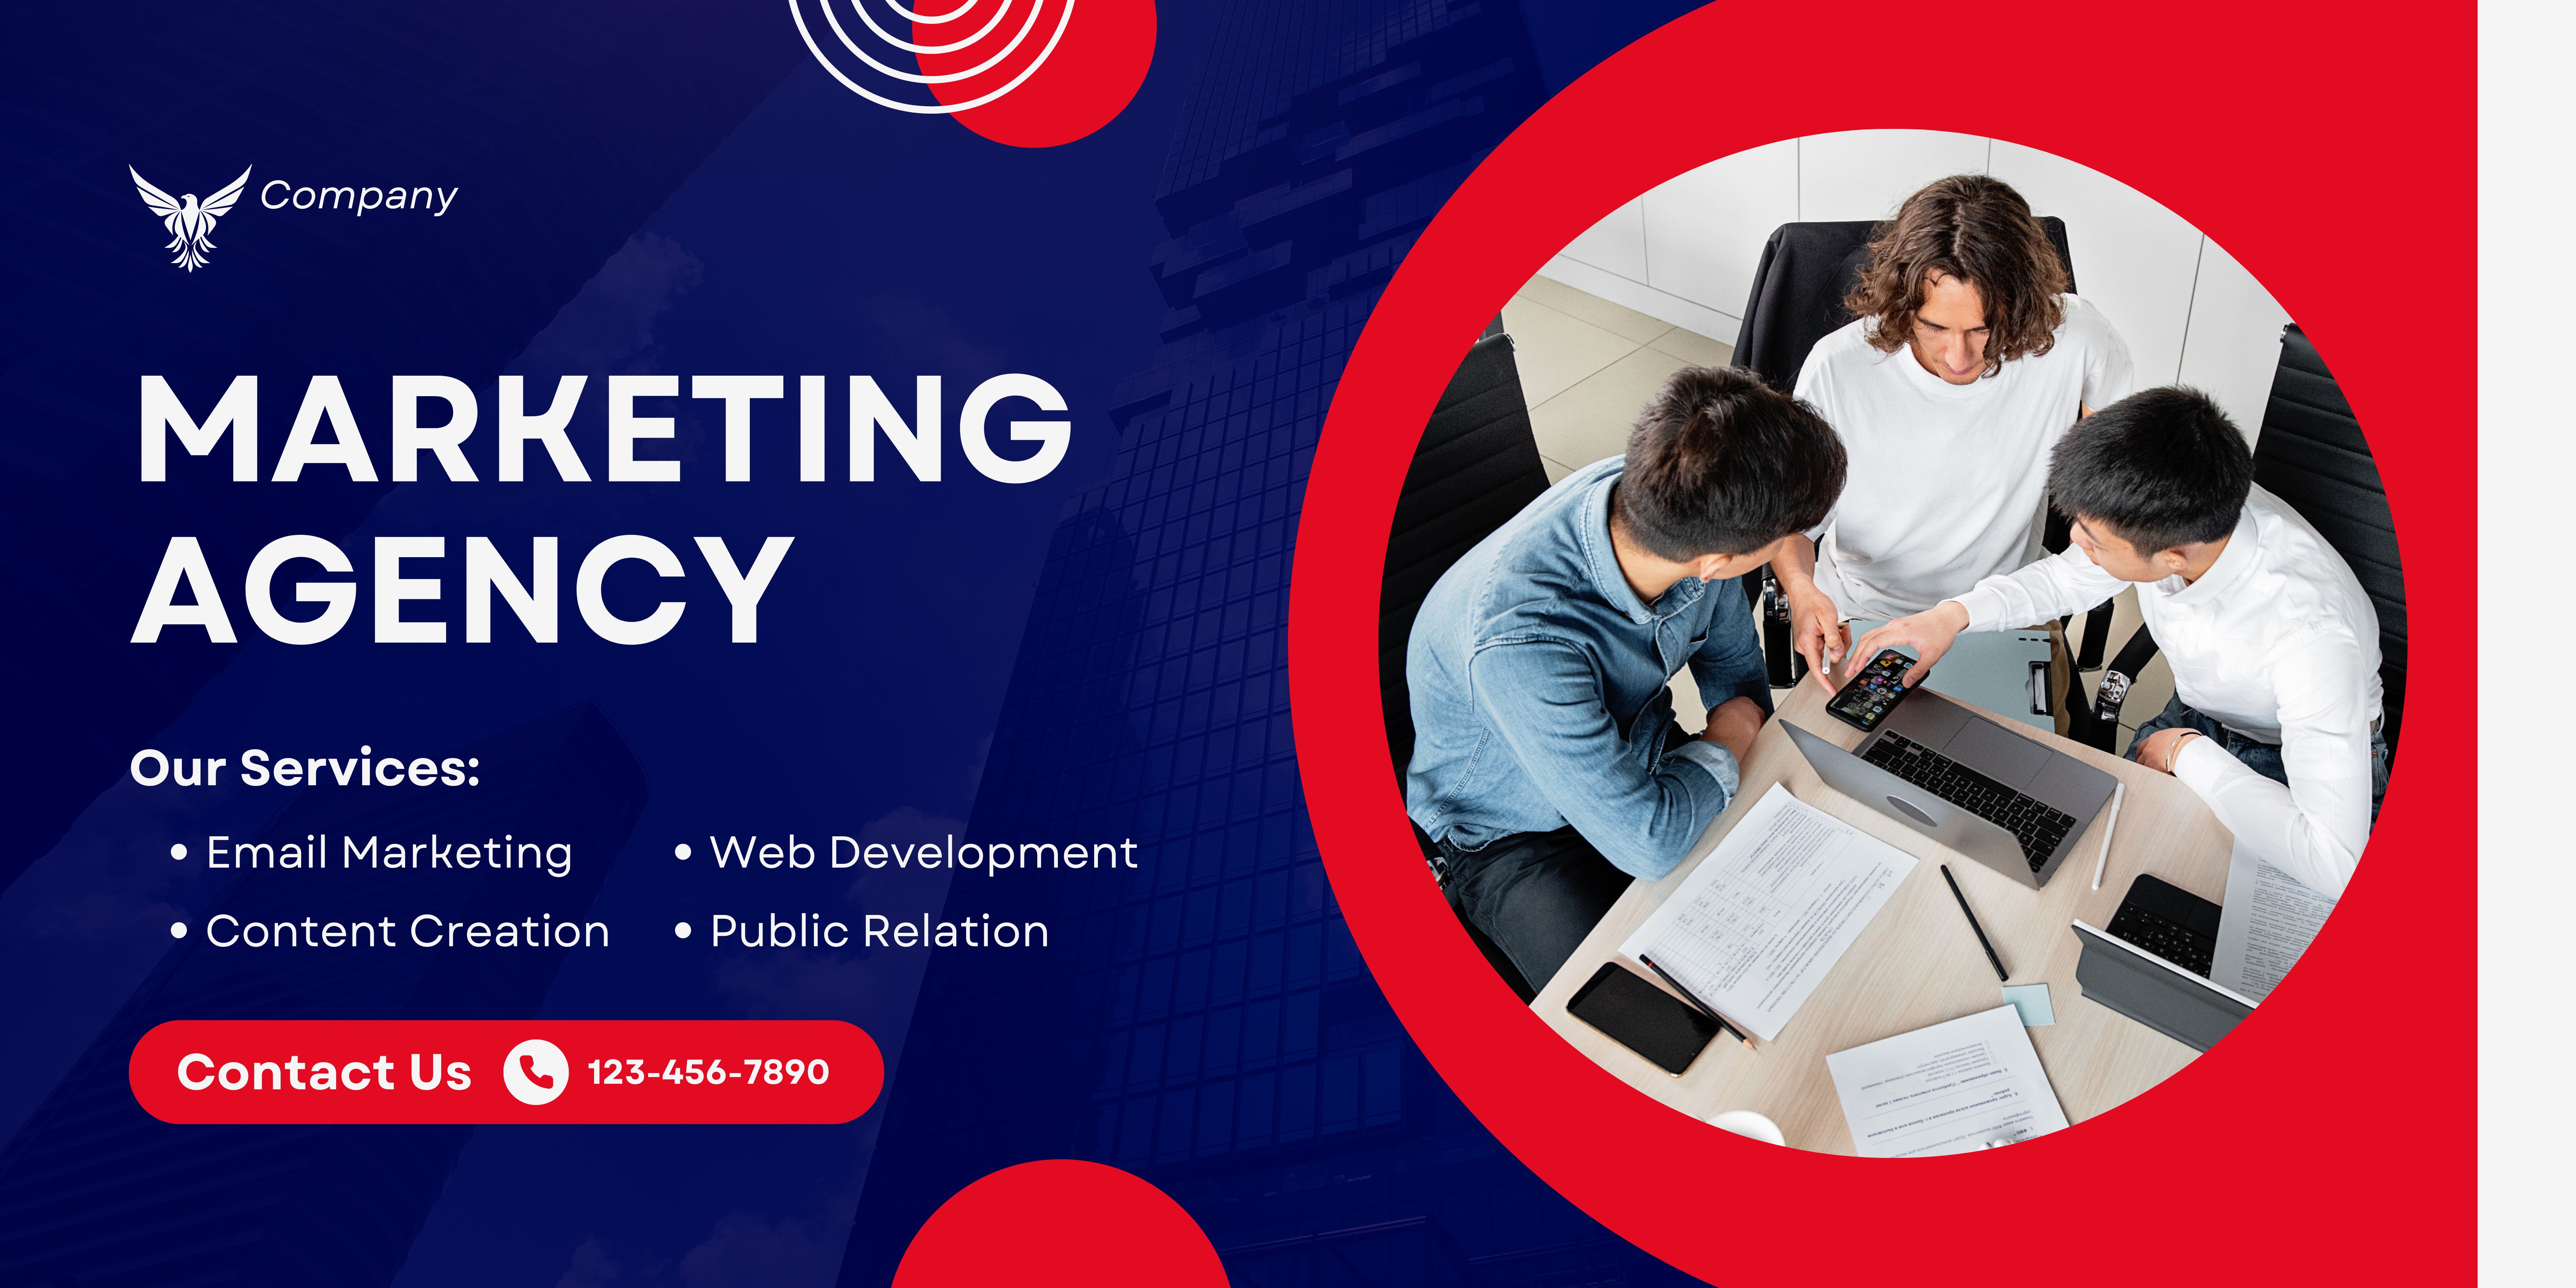 Company
MARKETING
AGENCY
Our Services:
• Email Marketing
• Content Creation
• Web Development
• Public Relation
Contact Us 123-456-7890